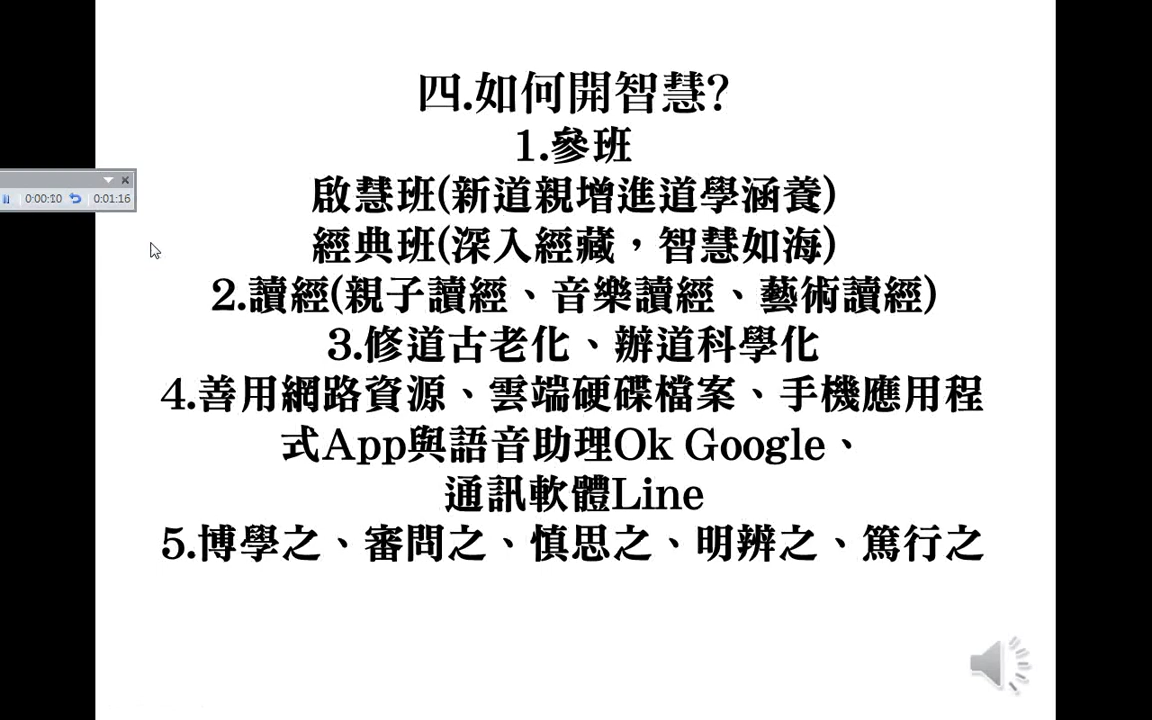 四.如何開智慧?
1.參班
啟慧班(新道親增進道學涵養)
0:00:10 0:01:16
經典班(深入經藏，智慧如海)
2.讀經(親子讀經、音樂讀經、藝術讀經)
3.修道古老化、辦道科學化
4.善用網路資源、雲端硬碟檔案、手機應用程
式App與語音助理Ok Google、
通訊軟體Line
5.博學之、審問之、慎思之、明辨之、篤行之